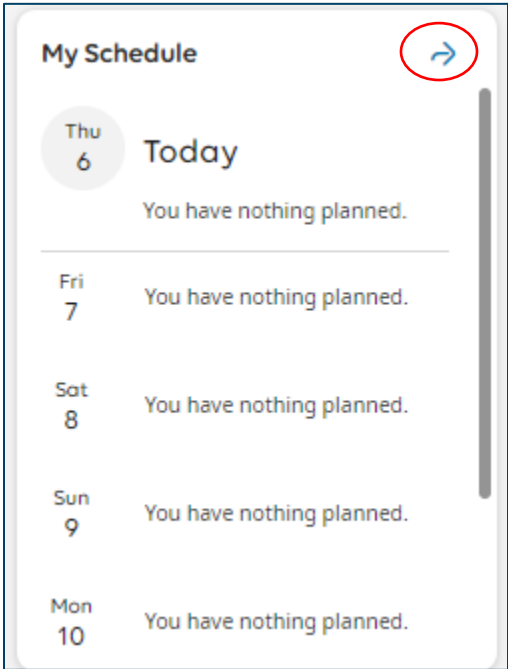 My Schedule
Thu
6
Today
You have nothing planned.
Fri
7
You have nothing planned.
Sat
8
You have nothing planned.
Sun
9
You have nothing planned.
Mon
10
You have nothing planned.